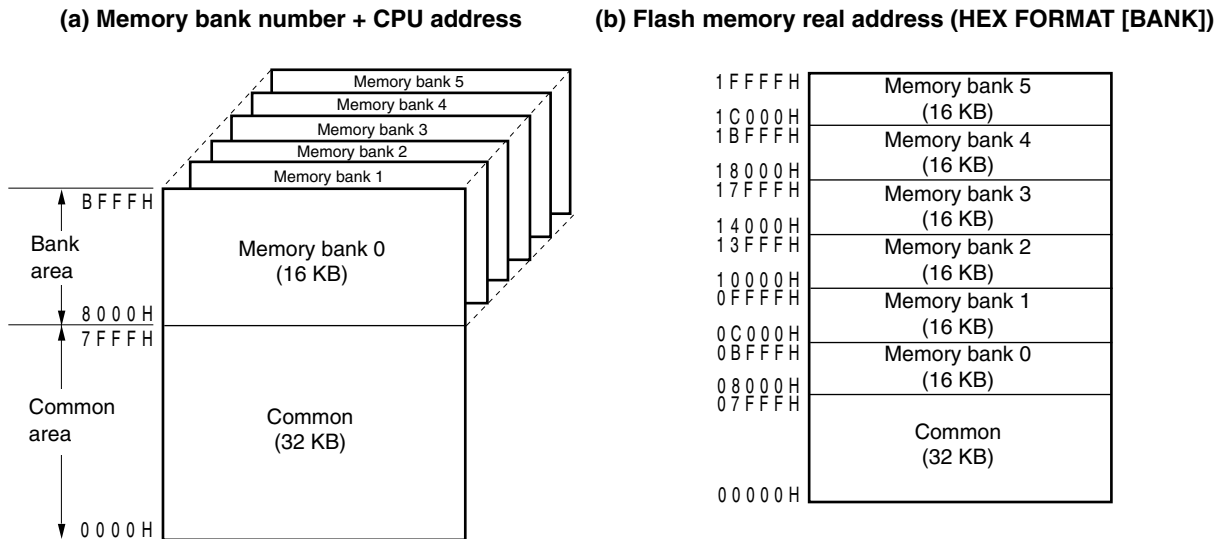 (a) Memory bank number + CPU address
Memory bank 5
Memory bank 4
Memory bank 3
Memory bank 2
Memory bank 1
BFFFH
Memory bank 0
(16 KB)
Bank
area
8000H
7FFFH
Common
(32 KB)
Common
area
0000H
(b) Flash memory real address (HEX FORMAT [BANK])
1FFFFH
Memory bank 5
(16 KB)
1C000H
1BFFFH
Memory bank 4
(16 KB)
18000H
17FFFH
Memory bank 3
(16 KB)
14000H
13FFFH
Memory bank 2
(16 KB)
10000H
0FFFFH
Memory bank 1
(16 KB)
0C000H
0BFFFH
Memory bank 0
(16 KB)
08000H
07FFFH
Common
(32 KB)
00000H